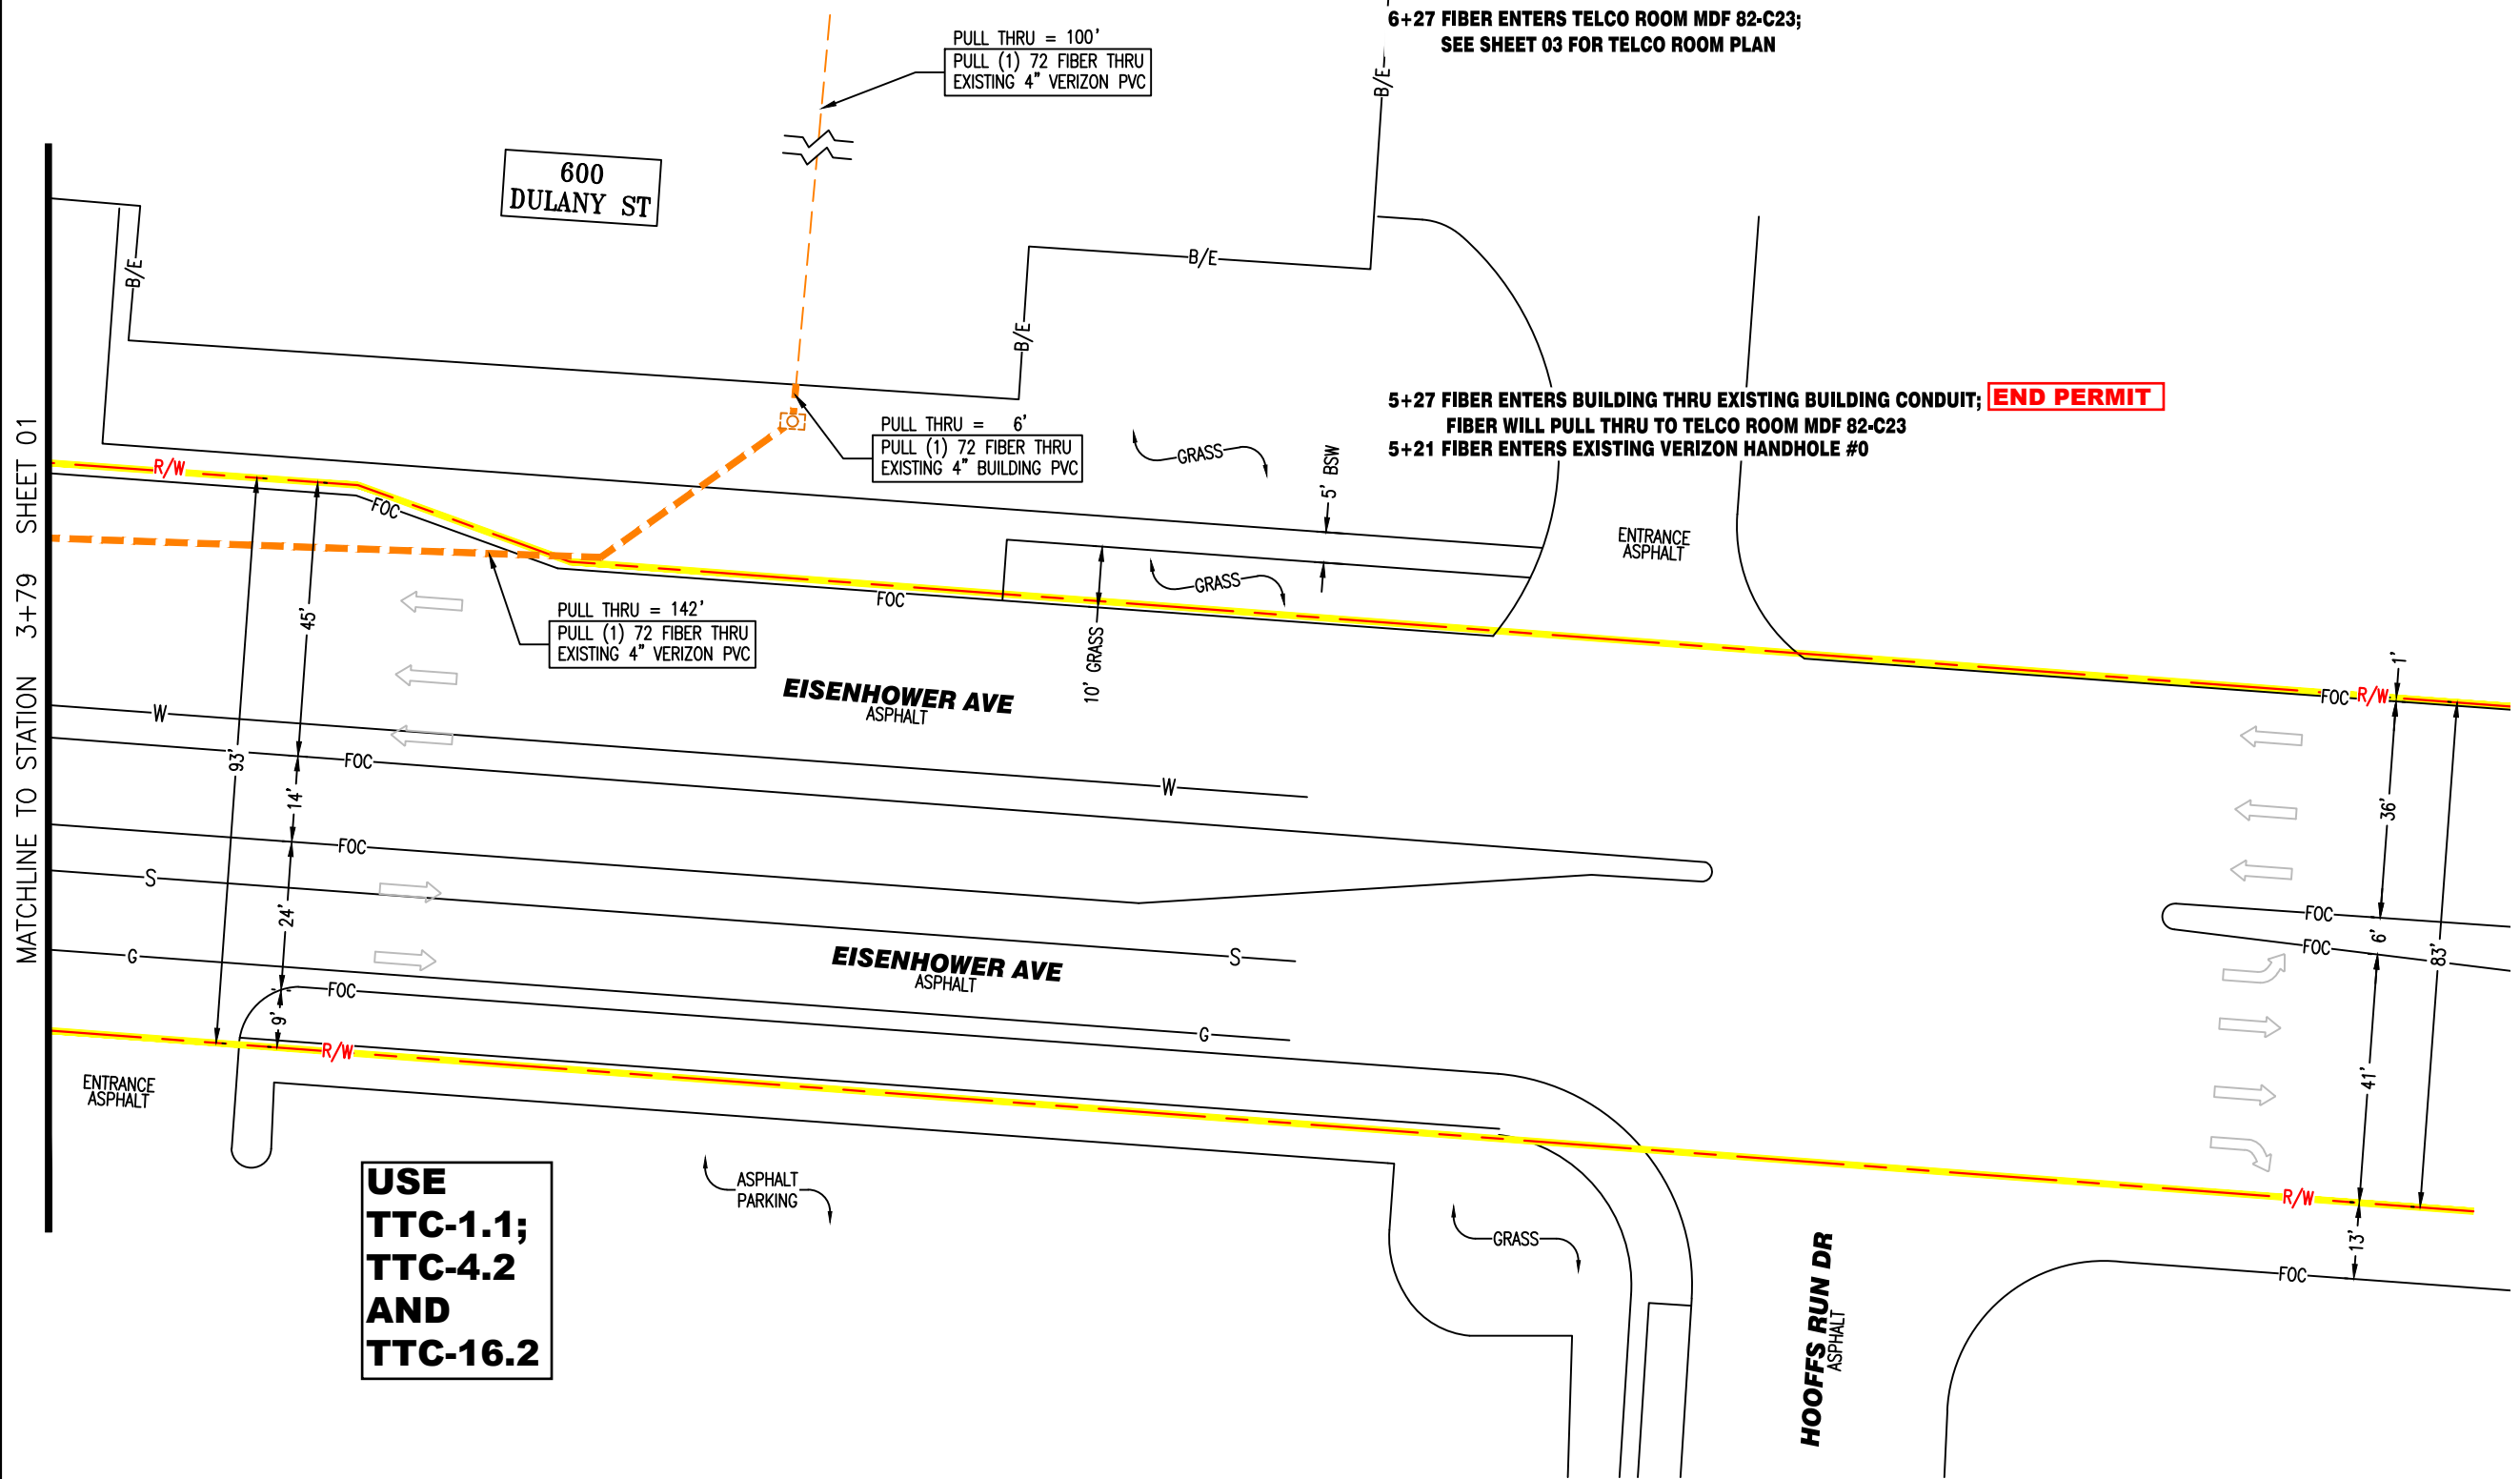 6+27 FIBER ENTERS TELCO ROOM MDF 82-C23;
SEE SHEET 03 FOR TELCO ROOM PLAN
PULL THRU = 100'
PULL (1) 72 FIBER THRU
EXISTING 4" VERIZON PVC
B/E
600
DULANY ST
B/E
B/E
B/E
5+27 FIBER ENTERS BUILDING THRU EXISTING BUILDING CONDUIT; END PERMIT
FIBER WILL PULL THRU TO TELCO ROOM MDF 82-C23
5+21 FIBER ENTERS EXISTING VERIZON HANDHOLE #0
PULL THRU = 6'
PULL (1) 72 FIBER THRU
EXISTING 4" BUILDING PVC
GRASS
5' BSW
R/W
FOC
ENTRANCE
ASPHALT
GRASS
FOC
PULL THRU = 142'
PULL (1) 72 FIBER THRU
EXISTING 4" VERIZON PVC
45'
10' GRASS
1'
FOC
R/W
EISENHOWER AVE
ASPHALT
W
W
93'
FOC
14'
36'
FOC
S
24'
FOC
6'
FOC
83'
G
EISENHOWER AVE
ASPHALT
S
FOC
9'
G
R/W
41'
ENTRANCE
ASPHALT
MATCHLINE TO STATION 3+79 SHEET 01
USE
TTC-1.1;
TTC-4.2
AND
TTC-16.2
ASPHALT
PARKING
GRASS
R/W
13'
FOC
HOOFFS RUN DR
ASPHALT